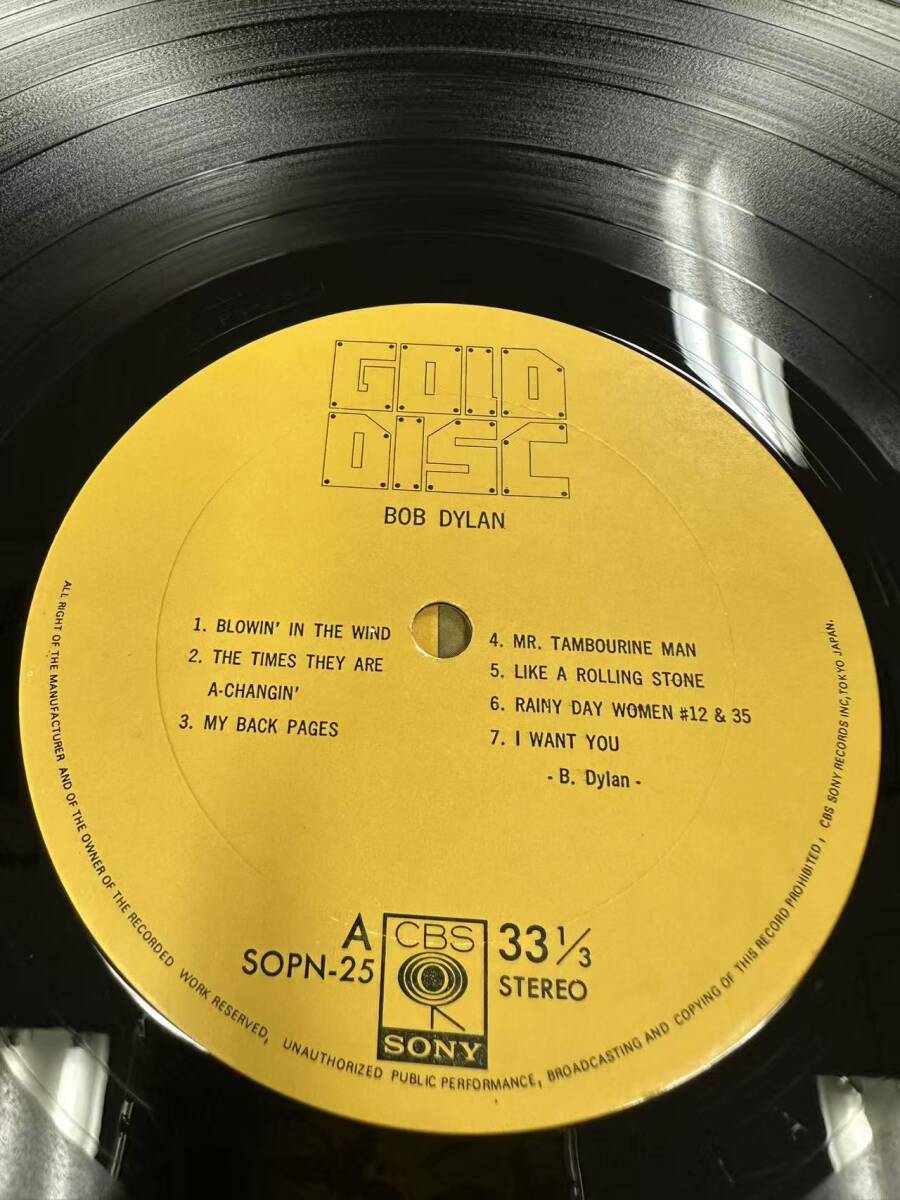 GOLD
DISC
BOB DYLAN
1. BLOWIN' IN THE WIND
2. THE TIMES THEY ARE
A-CHANGIN'
3. MY BACK PAGES
4. MR. TAMBOURINE MAN
5. LIKE A ROLLING STONE
6. RAINY DAY WOMEN #12 & 35
7. I WANT YOU
- B. Dylan -
A
SOPN-25
CBS
SONY
33 1/3
STEREO
ALL RIGHT OF THE MANUFACTURER AND OF THE OWNER OF THE RECORDED WORK RESERVED, UNAUTHORIZED PUBLIC PERFORMANCE, BROADCASTING AND COPYING OF THIS RECORD PROHIBITED, CBS SONY RECORDS INC, TOKYO JAPAN.